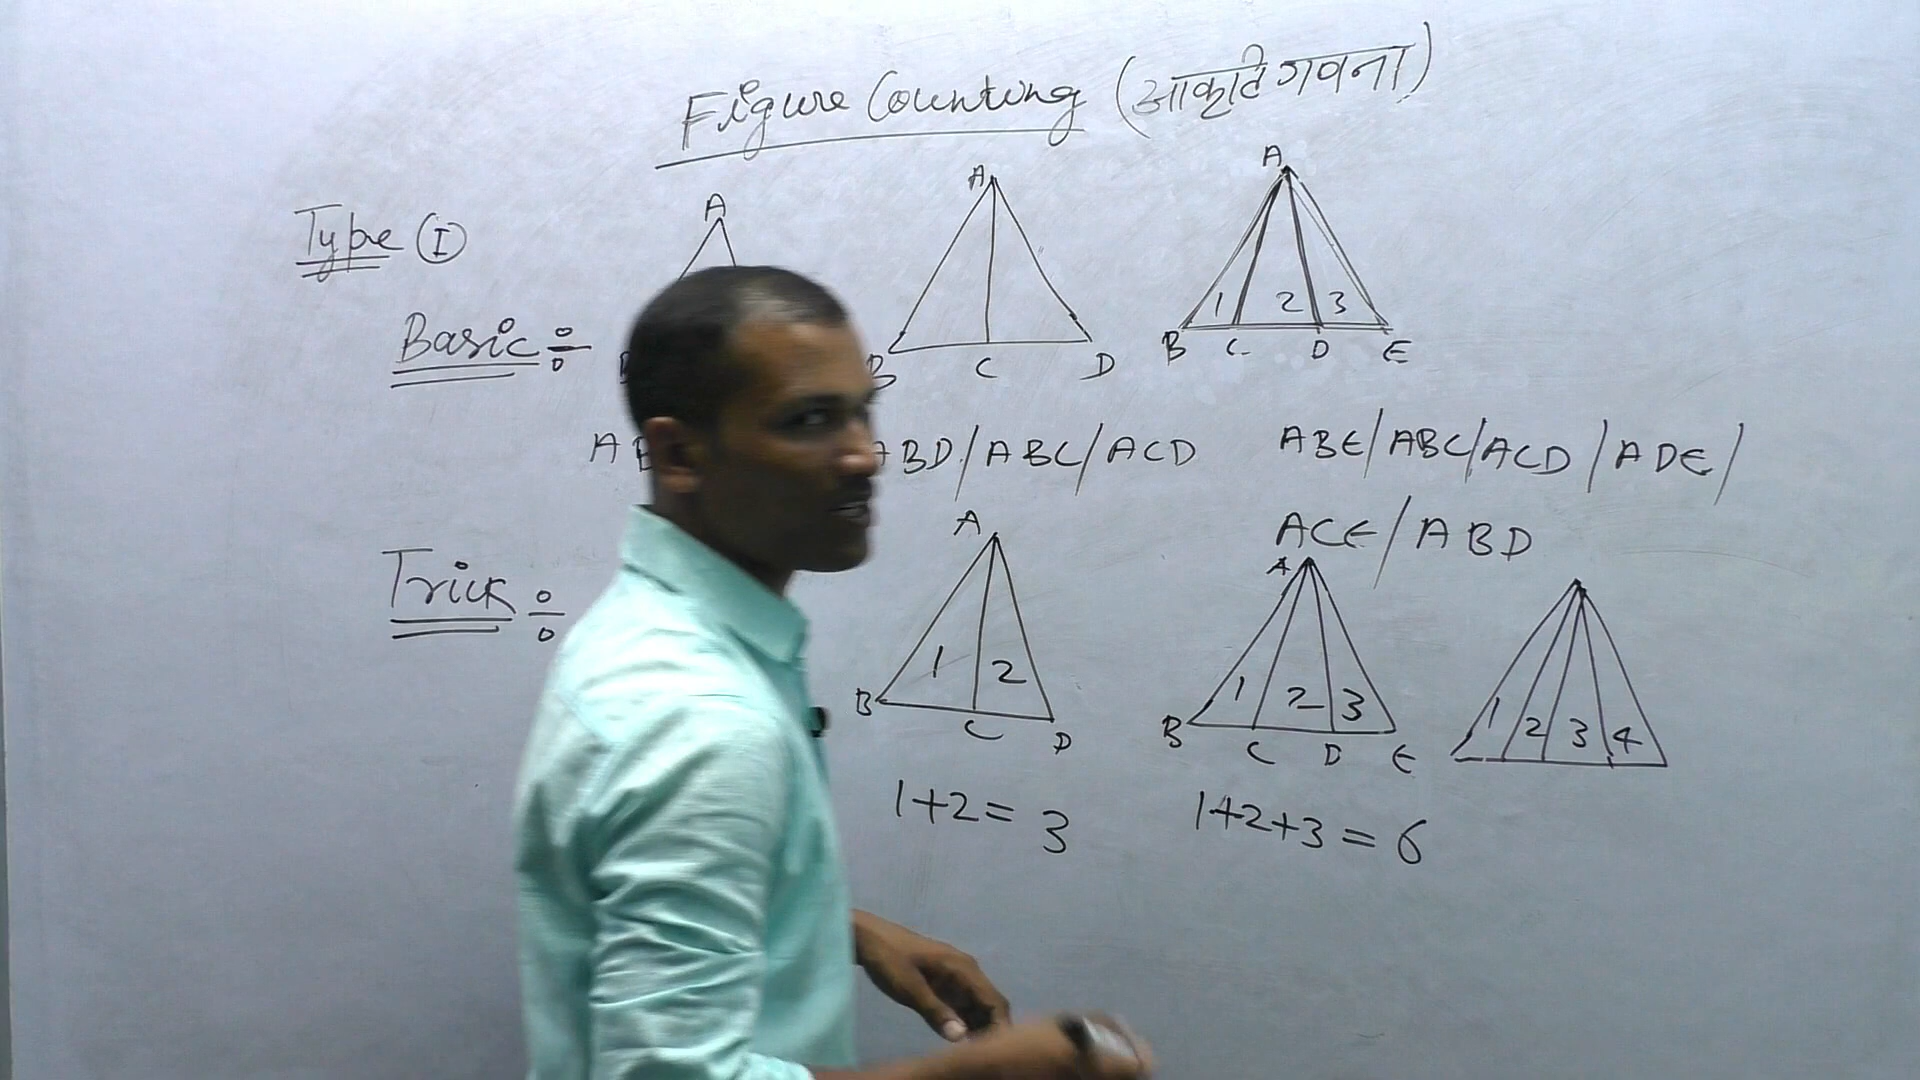 Figure Counting (आकृति गणना)
Type I
A
A
A
1 2 3
Basic ÷
B C D
B C D E
ABD/ABC/ACD
ABE/ABC/ACD/ADE/
ACE/ABD
Trick ÷
A
A
1 2
1 2 3
1 2 3 4
B C D
B C D E
1+2=3
1+2+3=6